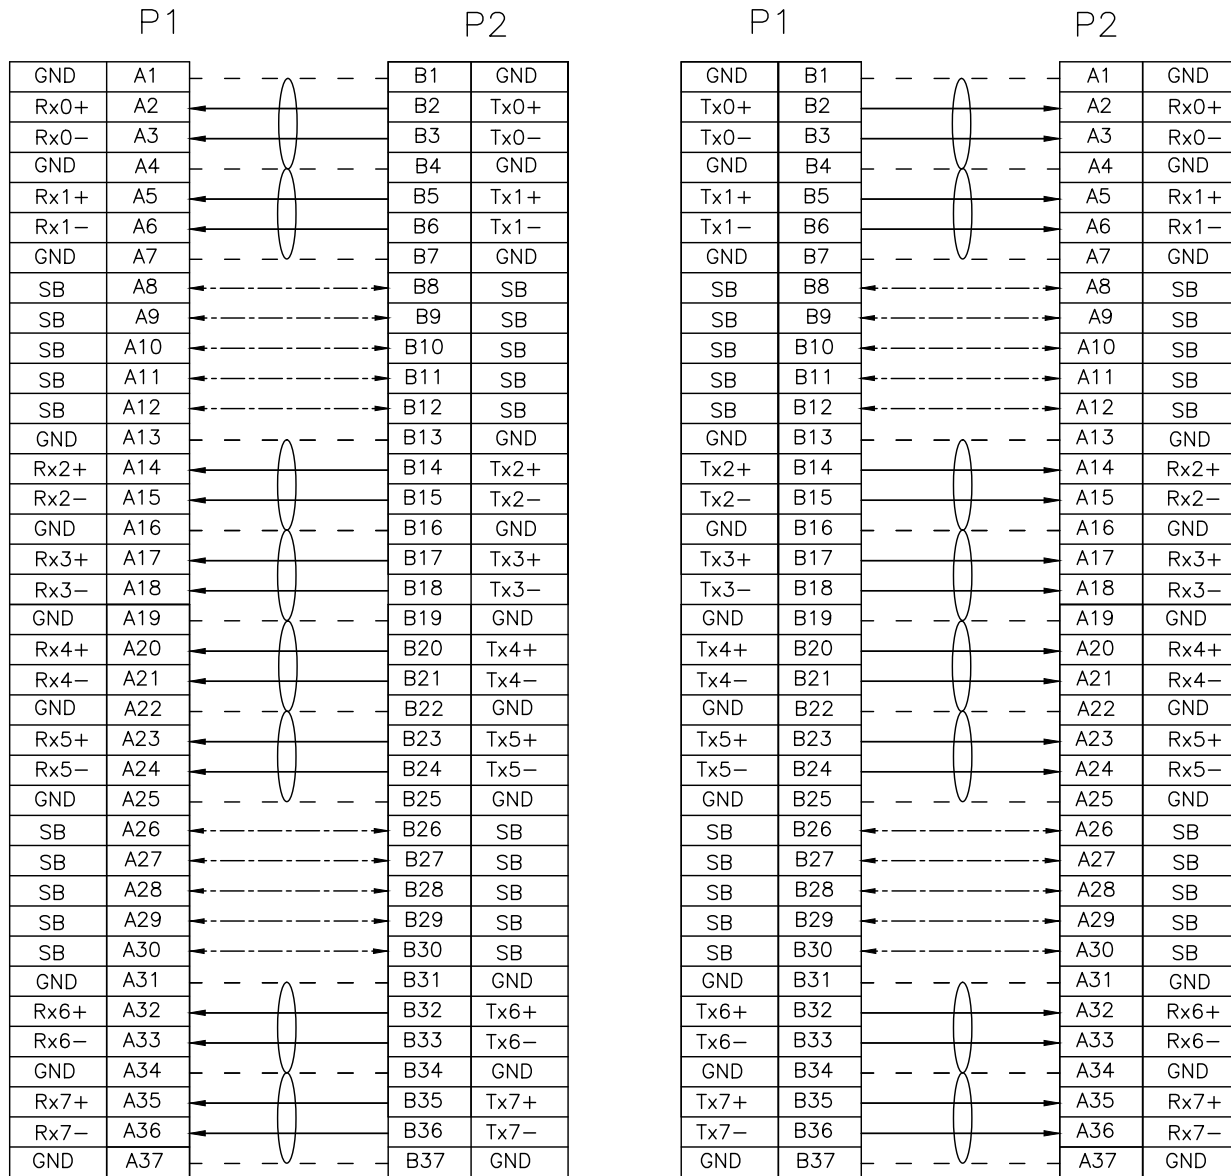 P1 P2 P1 P2
GND A1 B1 GND GND B1 A1 GND
Rx0+ A2 B2 Tx0+ Tx0+ B2 A2 Rx0+
Rx0− A3 B3 Tx0− Tx0− B3 A3 Rx0−
GND A4 B4 GND GND B4 A4 GND
Rx1+ A5 B5 Tx1+ Tx1+ B5 A5 Rx1+
Rx1− A6 B6 Tx1− Tx1− B6 A6 Rx1−
GND A7 B7 GND GND B7 A7 GND
SB A8 B8 SB SB B8 A8 SB
SB A9 B9 SB SB B9 A9 SB
SB A10 B10 SB SB B10 A10 SB
SB A11 B11 SB SB B11 A11 SB
SB A12 B12 SB SB B12 A12 SB
GND A13 B13 GND GND B13 A13 GND
Rx2+ A14 B14 Tx2+ Tx2+ B14 A14 Rx2+
Rx2− A15 B15 Tx2− Tx2− B15 A15 Rx2−
GND A16 B16 GND GND B16 A16 GND
Rx3+ A17 B17 Tx3+ Tx3+ B17 A17 Rx3+
Rx3− A18 B18 Tx3− Tx3− B18 A18 Rx3−
GND A19 B19 GND GND B19 A19 GND
Rx4+ A20 B20 Tx4+ Tx4+ B20 A20 Rx4+
Rx4− A21 B21 Tx4− Tx4− B21 A21 Rx4−
GND A22 B22 GND GND B22 A22 GND
Rx5+ A23 B23 Tx5+ Tx5+ B23 A23 Rx5+
Rx5− A24 B24 Tx5− Tx5− B24 A24 Rx5−
GND A25 B25 GND GND B25 A25 GND
SB A26 B26 SB SB B26 A26 SB
SB A27 B27 SB SB B27 A27 SB
SB A28 B28 SB SB B28 A28 SB
SB A29 B29 SB SB B29 A29 SB
SB A30 B30 SB SB B30 A30 SB
GND A31 B31 GND GND B31 A31 GND
Rx6+ A32 B32 Tx6+ Tx6+ B32 A32 Rx6+
Rx6− A33 B33 Tx6− Tx6− B33 A33 Rx6−
GND A34 B34 GND GND B34 A34 GND
Rx7+ A35 B35 Tx7+ Tx7+ B35 A35 Rx7+
Rx7− A36 B36 Tx7− Tx7− B36 A36 Rx7−
GND A37 B37 GND GND B37 A37 GND